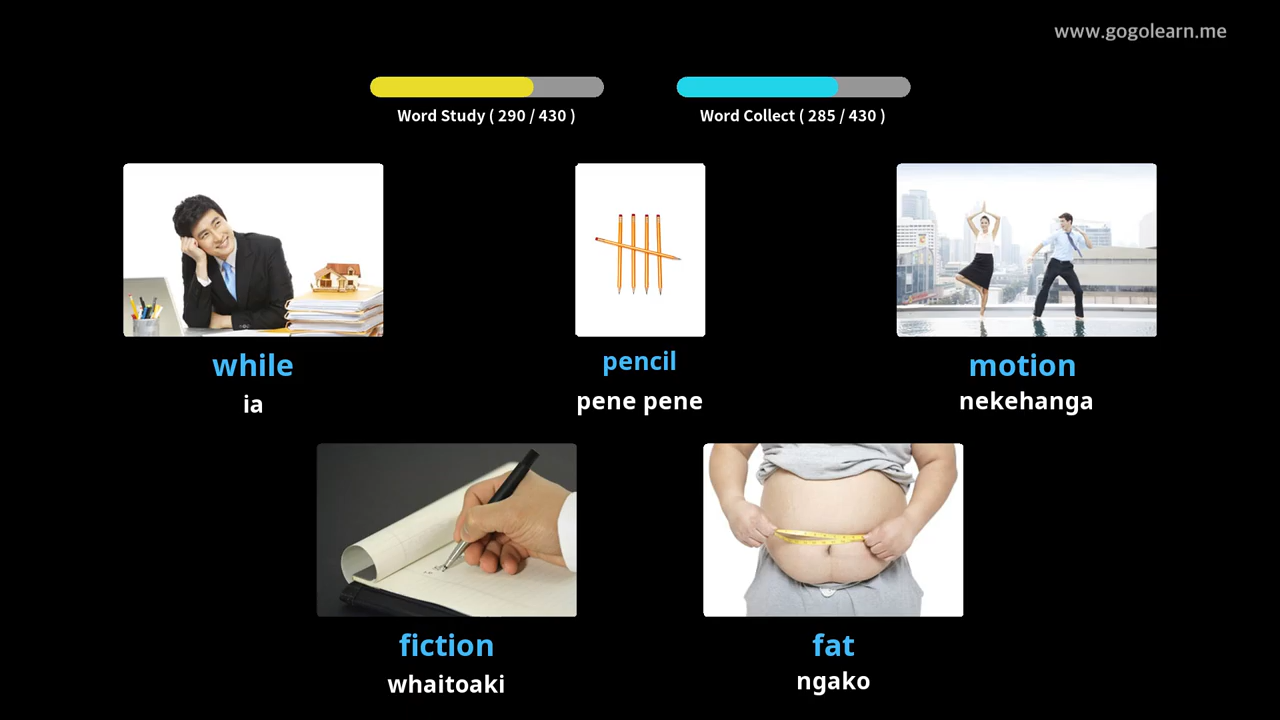 www.gogolearn.me
Word Study ( 290 / 430 )
Word Collect ( 285 / 430 )
while
ia
pencil
pene pene
motion
nekehanga
fiction
whaitoaki
fat
ngako